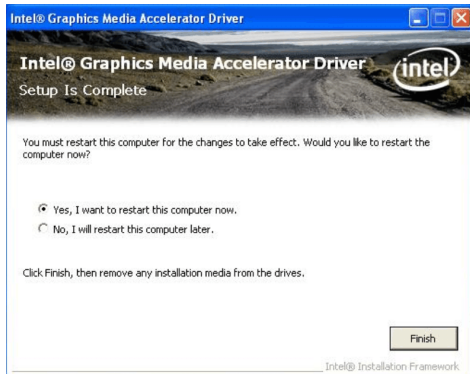 Intel® Graphics Media Accelerator Driver
Intel® Graphics Media Accelerator Driver
intel
Setup Is Complete
You must restart this computer for the changes to take effect. Would you like to restart the
computer now?
Yes, I want to restart this computer now.
No, I will restart this computer later.
Click Finish, then remove any installation media from the drives.
Finish
Intel® Installation Framework